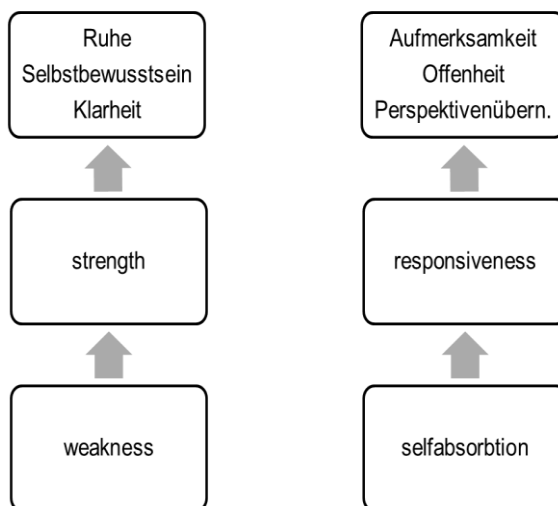 Ruhe
Selbstbewusstsein
Klarheit
Aufmerksamkeit
Offenheit
Perspektivenübern.
strength
responsiveness
weakness
selfabsorbtion